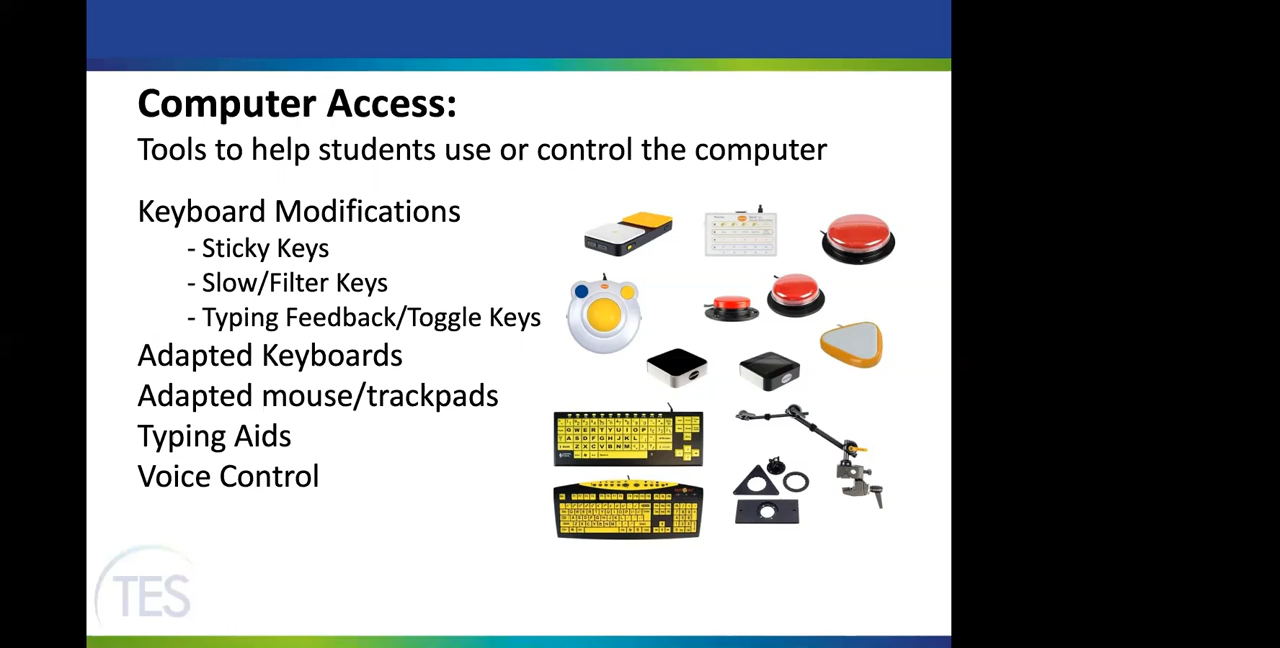 Computer Access:
Tools to help students use or control the computer
Keyboard Modifications
- Sticky Keys
- Slow/Filter Keys
- Typing Feedback/Toggle Keys
Adapted Keyboards
Adapted mouse/trackpads
Typing Aids
Voice Control
TES